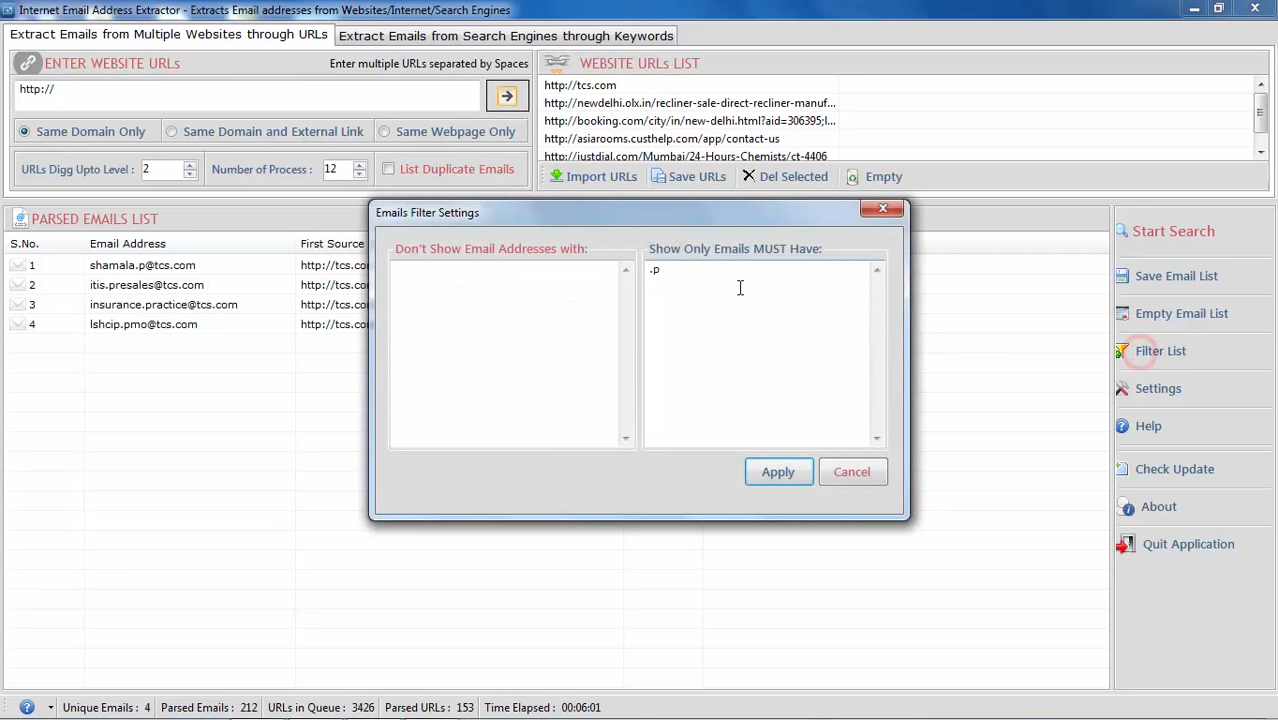 Internet Email Address Extractor - Extracts Email addresses from Websites/Internet/Search Engines
Extract Emails from Multiple Websites through URLs
Extract Emails from Search Engines through Keywords
ENTER WEBSITE URLs
Enter multiple URLs separated by Spaces
http://
Same Domain Only
Same Domain and External Link
Same Webpage Only
URLs Digg Upto Level : 2
Number of Process : 12
List Duplicate Emails
WEBSITE URLs LIST
http://tcs.com
http://newdelhi.olx.in/recliner-sale-direct-recliner-manuf...
http://booking.com/city/in/new-delhi.html?aid=306395;l...
http://asiarooms.custhelp.com/app/contact-us
http://justdial.com/Mumbai/24-Hours-Chemists/ct-4406
Import URLs
Save URLs
Del Selected
Empty
PARSED EMAILS LIST
S.No. Email Address First Source
1 shamala.p@tcs.com http://tcs.co
2 itis.presales@tcs.com http://tcs.co
3 insurance.practice@tcs.com http://tcs.co
4 lshcip.pmo@tcs.com http://tcs.co
Emails Filter Settings
Don't Show Email Addresses with:
Show Only Emails MUST Have:
.p
Apply
Cancel
Start Search
Save Email List
Empty Email List
Filter List
Settings
Help
Check Update
About
Quit Application
Unique Emails : 4 Parsed Emails : 212 URLs in Queue : 3426 Parsed URLs : 153 Time Elapsed : 00:06:01